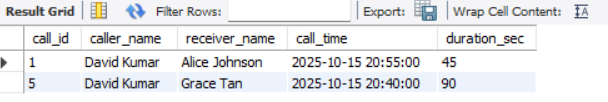 Result Grid Filter Rows: Export: Wrap Cell Content: IA
call_id caller_name receiver_name call_time duration_sec
1 David Kumar Alice Johnson 2025-10-15 20:55:00 45
5 David Kumar Grace Tan 2025-10-15 20:40:00 90